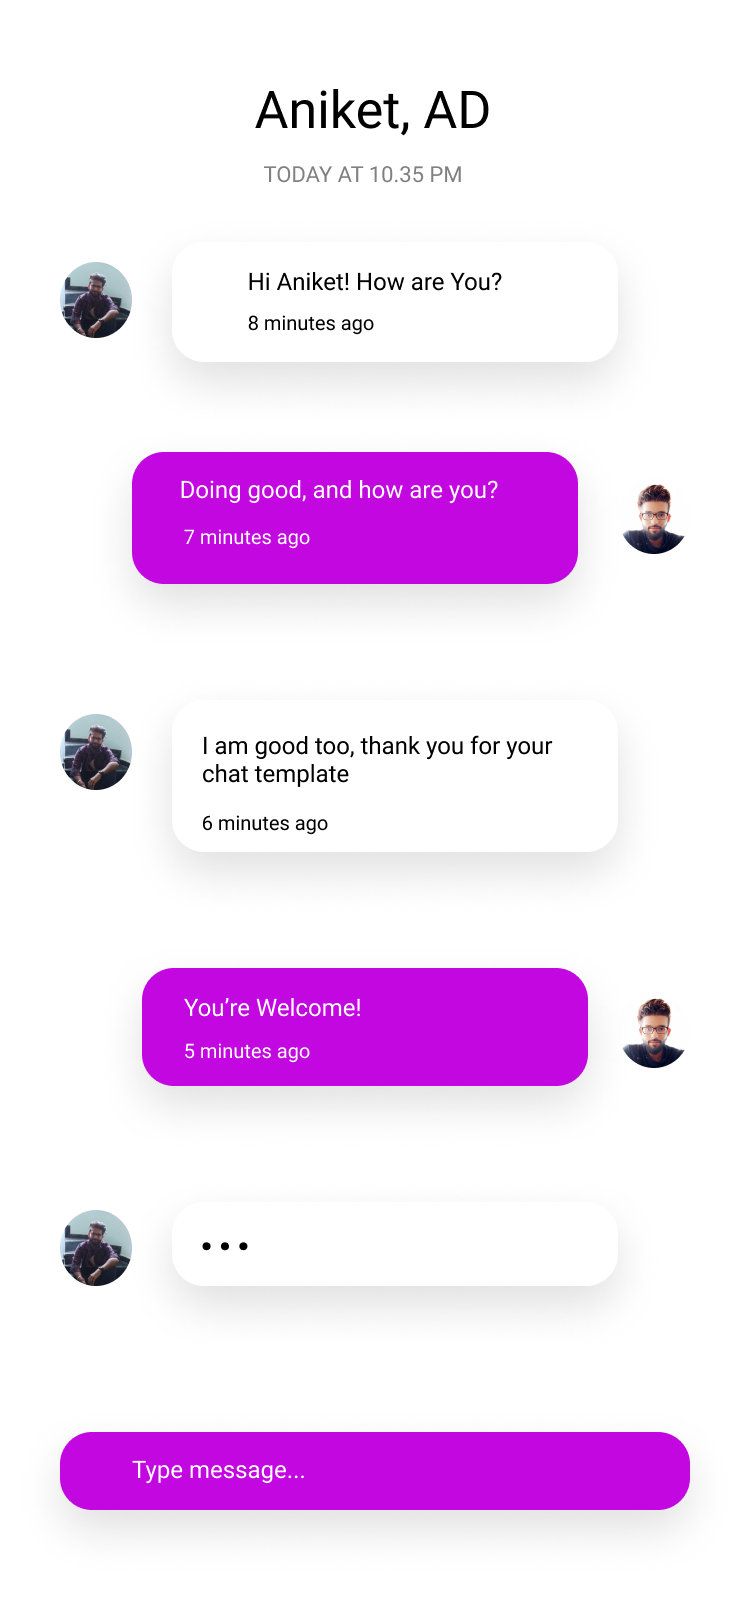 Aniket, AD
TODAY AT 10.35 PM
Hi Aniket! How are You?
8 minutes ago
Doing good, and how are you?
7 minutes ago
I am good too, thank you for your
chat template
6 minutes ago
You’re Welcome!
5 minutes ago
Type message...